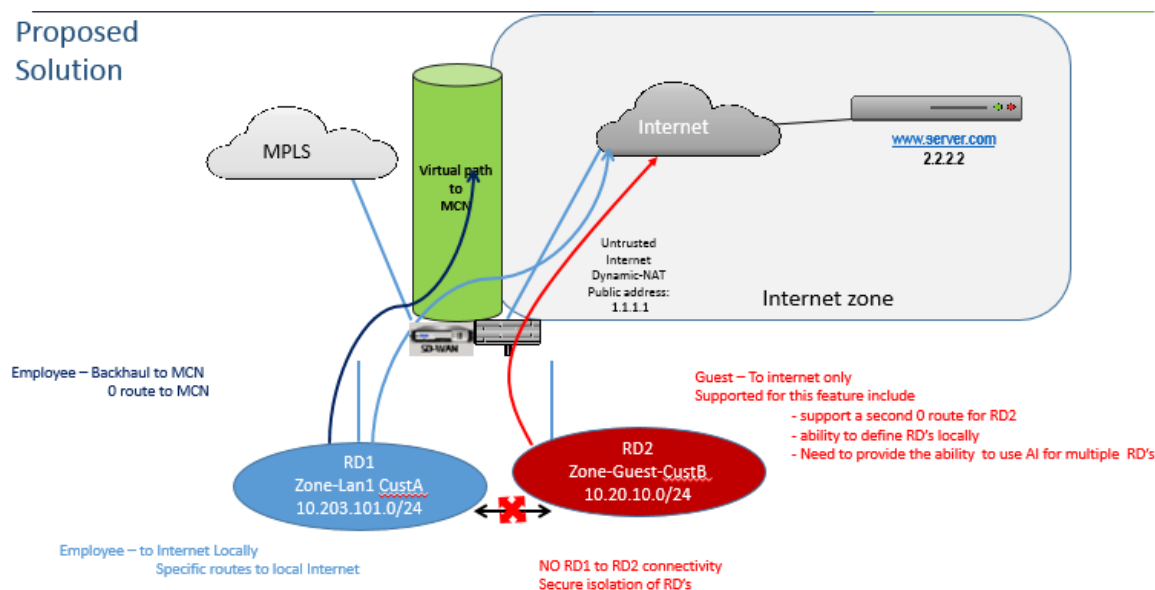 Proposed
Solution
MPLS
Virtual path
to
MCN
Internet
www.server.com
2.2.2.2
Untrusted
Internet
Dynamic-NAT
Public address:
1.1.1.1
Internet zone
SD-WAN
Employee – Backhaul to MCN
0 route to MCN
Guest – To internet only
Supported for this feature include
- support a second 0 route for RD2
- ability to define RD's locally
- Need to provide the ability to use AI for multiple RD's
RD1
Zone-Lan1 CustA
10.203.101.0/24
RD2
Zone-Guest-CustB
10.20.10.0/24
Employee – to Internet Locally
Specific routes to local Internet
NO RD1 to RD2 connectivity
Secure isolation of RD's